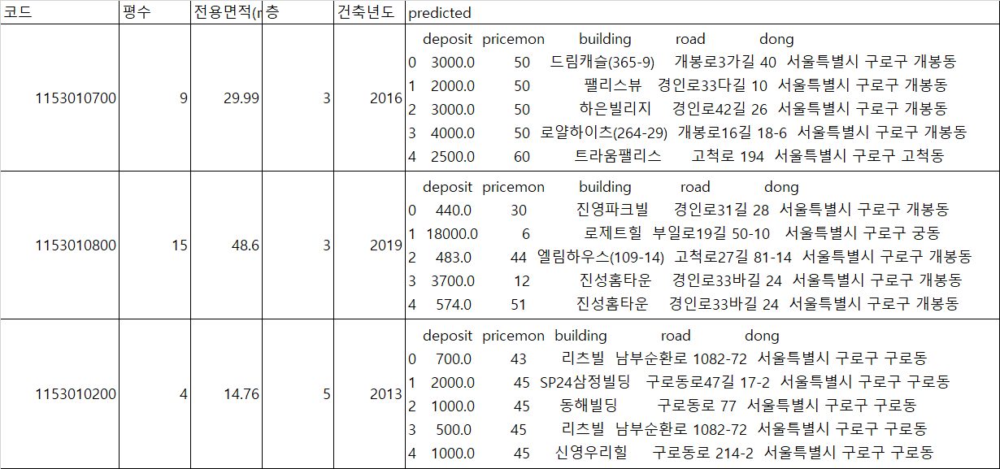 코드 평수 전용면적(r 층 건축년도 predicted
deposit pricemon building road dong
0 3000.0 50 드림캐슬(365-9) 개봉로3가길 40 서울특별시 구로구 개봉동
1 2000.0 50 팰리스뷰 경인로33다길 10 서울특별시 구로구 개봉동
1153010700 9 29.99 3 2016 2 3000.0 50 하은빌리지 경인로42길 26 서울특별시 구로구 개봉동
3 4000.0 50 로얄하이츠(264-29) 개봉로16길 18-6 서울특별시 구로구 개봉동
4 2500.0 60 트라움팰리스 고척로 194 서울특별시 구로구 고척동
deposit pricemon building road dong
0 440.0 30 진영파크빌 경인로31길 28 서울특별시 구로구 개봉동
1 18000.0 6 로제트힐 부일로19길 50-10 서울특별시 구로구 궁동
1153010800 15 48.6 3 2019 2 483.0 44 엘림하우스(109-14) 고척로27길 81-14 서울특별시 구로구 개봉동
3 3700.0 12 진성홈타운 경인로33바길 24 서울특별시 구로구 개봉동
4 574.0 51 진성홈타운 경인로33바길 24 서울특별시 구로구 개봉동
deposit pricemon building road dong
0 700.0 43 리츠빌 남부순환로 1082-72 서울특별시 구로구 구로동
1 2000.0 45 SP24삼정빌딩 구로동로47길 17-2 서울특별시 구로구 구로동
1153010200 4 14.76 5 2013 2 1000.0 45 동해빌딩 구로동로 77 서울특별시 구로구 구로동
3 500.0 45 리츠빌 남부순환로 1082-72 서울특별시 구로구 구로동
4 1000.0 45 신영우리힐 구로동로 214-2 서울특별시 구로구 구로동